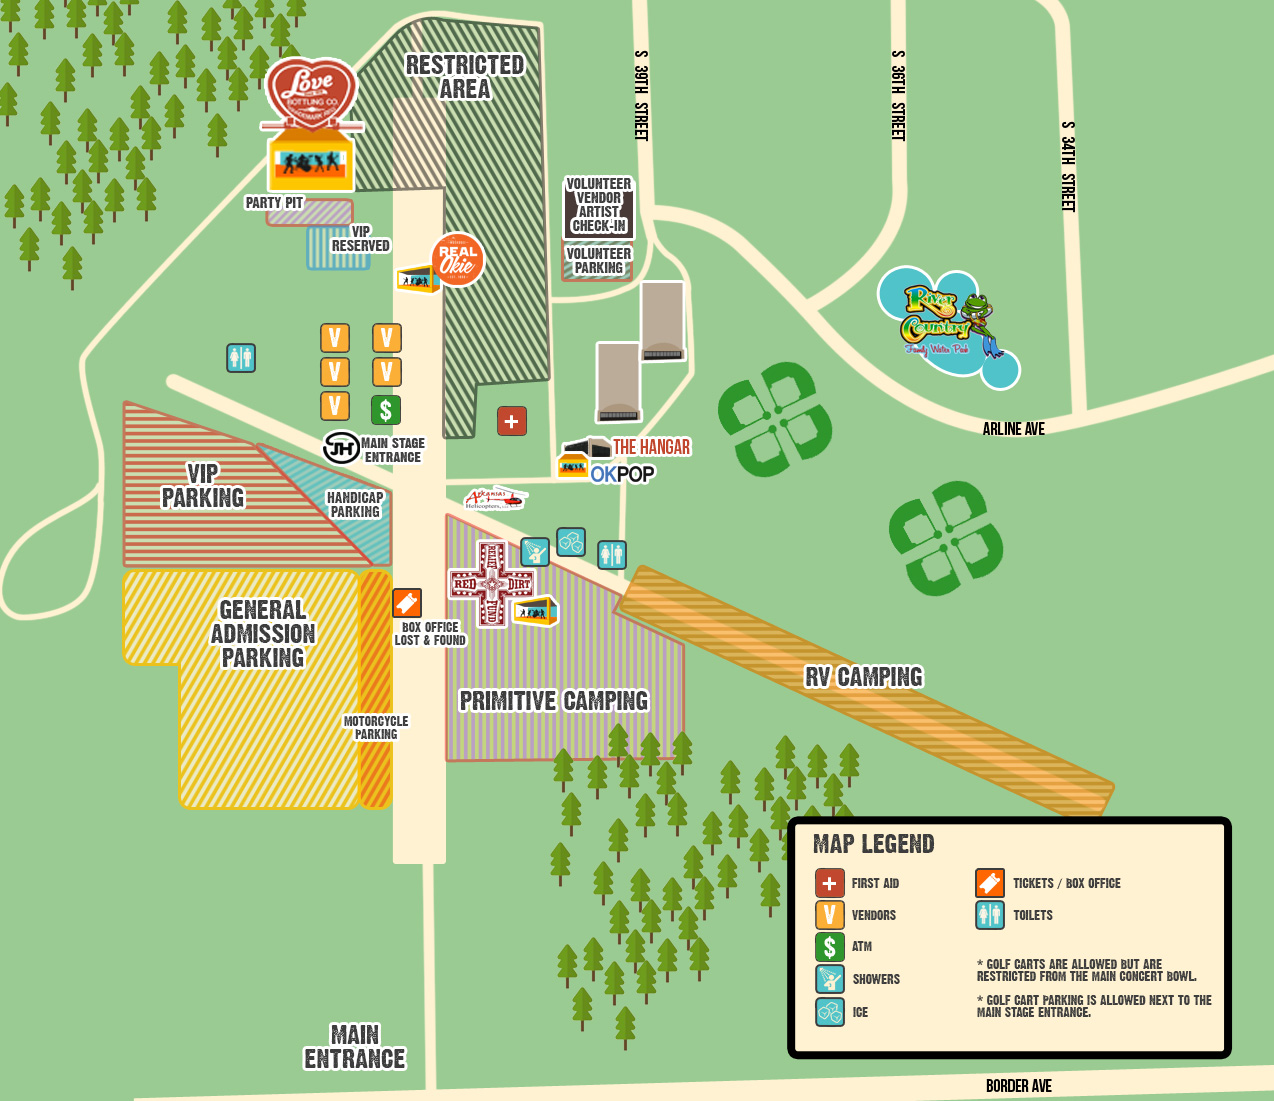 RESTRICTED
AREA
S 39TH STREET
S 36TH STREET
S 34TH STREET
Love
BOTTLING CO.
TRADEMARK REG.
PARTY PIT
VIP
RESERVED
REAL
Okie
VOLUNTEER
VENDOR
ARTIST
CHECK-IN
VOLUNTEER
PARKING
River
Country
Family Water Park
ARLINE AVE
V
V
V
V
V
$
JH
MAIN STAGE
ENTRANCE
THE HANGAR
OKPOP
Arkansas
Helicopters, LLC
VIP
PARKING
HANDICAP
PARKING
RED DIRT
RELIEF
FUND
GENERAL
ADMISSION
PARKING
BOX OFFICE
LOST & FOUND
MOTORCYCLE
PARKING
PRIMITIVE CAMPING
RV CAMPING
MAP LEGEND
FIRST AID
V VENDORS
$ ATM
SHOWERS
ICE
TICKETS / BOX OFFICE
TOILETS
* GOLF CARTS ARE ALLOWED BUT ARE
RESTRICTED FROM THE MAIN CONCERT BOWL.
* GOLF CART PARKING IS ALLOWED NEXT TO THE
MAIN STAGE ENTRANCE.
MAIN
ENTRANCE
BORDER AVE